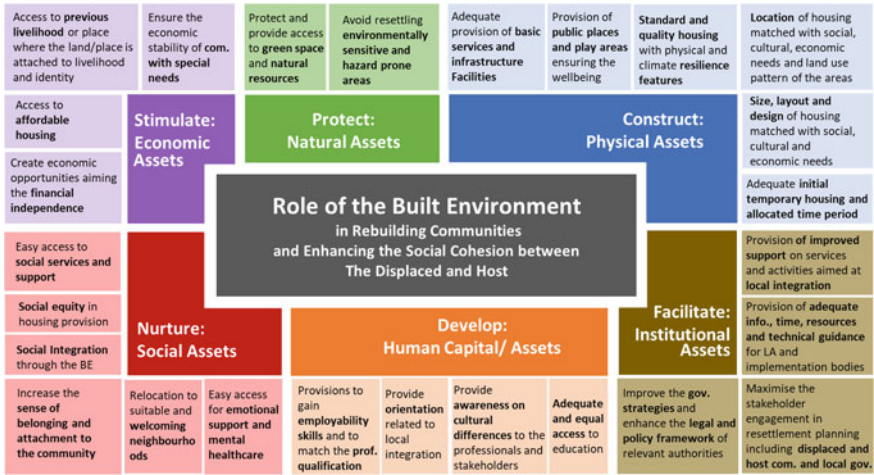 Access to previous
livelihood or place
where the land/place is
attached to livelihood
and identity
Ensure the
economic
stability of com.
with special
needs
Protect and
provide access
to green space
and natural
resources
Avoid resettling
environmentally
sensitive and
hazard prone
areas
Adequate
provision of basic
services and
infrastructure
Facilities
Provision of
public places
and play areas
ensuring the
wellbeing
Standard and
quality housing
with physical and
climate resilience
features
Location of housing
matched with social,
cultural, economic
needs and land use
pattern of the areas
Access to
affordable
housing
Stimulate:
Economic
Assets
Protect:
Natural Assets
Construct:
Physical Assets
Size, layout and
design of housing
matched with social,
cultural and
economic needs
Create economic
opportunities aiming
the financial
independence
Adequate initial
temporary housing and
allocated time period
Role of the Built Environment
in Rebuilding Communities
and Enhancing the Social Cohesion between
The Displaced and Host
Easy access to
social services and
support
Provision of improved
support on services
and activities aimed at
local integration
Social equity in
housing provision
Social Integration
through the BE
Nurture:
Social Assets
Develop:
Human Capital/ Assets
Facilitate:
Institutional
Assets
Provision of adequate
info., time, resources
and technical guidance
for LA and
implementation bodies
Increase the
sense of
belonging and
attachment to
the community
Relocation to
suitable and
welcoming
neighbourho
ods
Easy access
for emotional
support and
mental
healthcare
Provisions to
gain
employability
skills and to
match the prof.
qualification
Provide
orientation
related to
local
integration
Provide
awareness on
cultural
differences to the
professionals and
stakeholders
Adequate
and equal
access to
education
Improve the gov.
strategies and
enhance the legal and
policy framework of
relevant authorities
Maximise the
stakeholder
engagement in
resettlement planning
including displaced and
host com. and local gov.